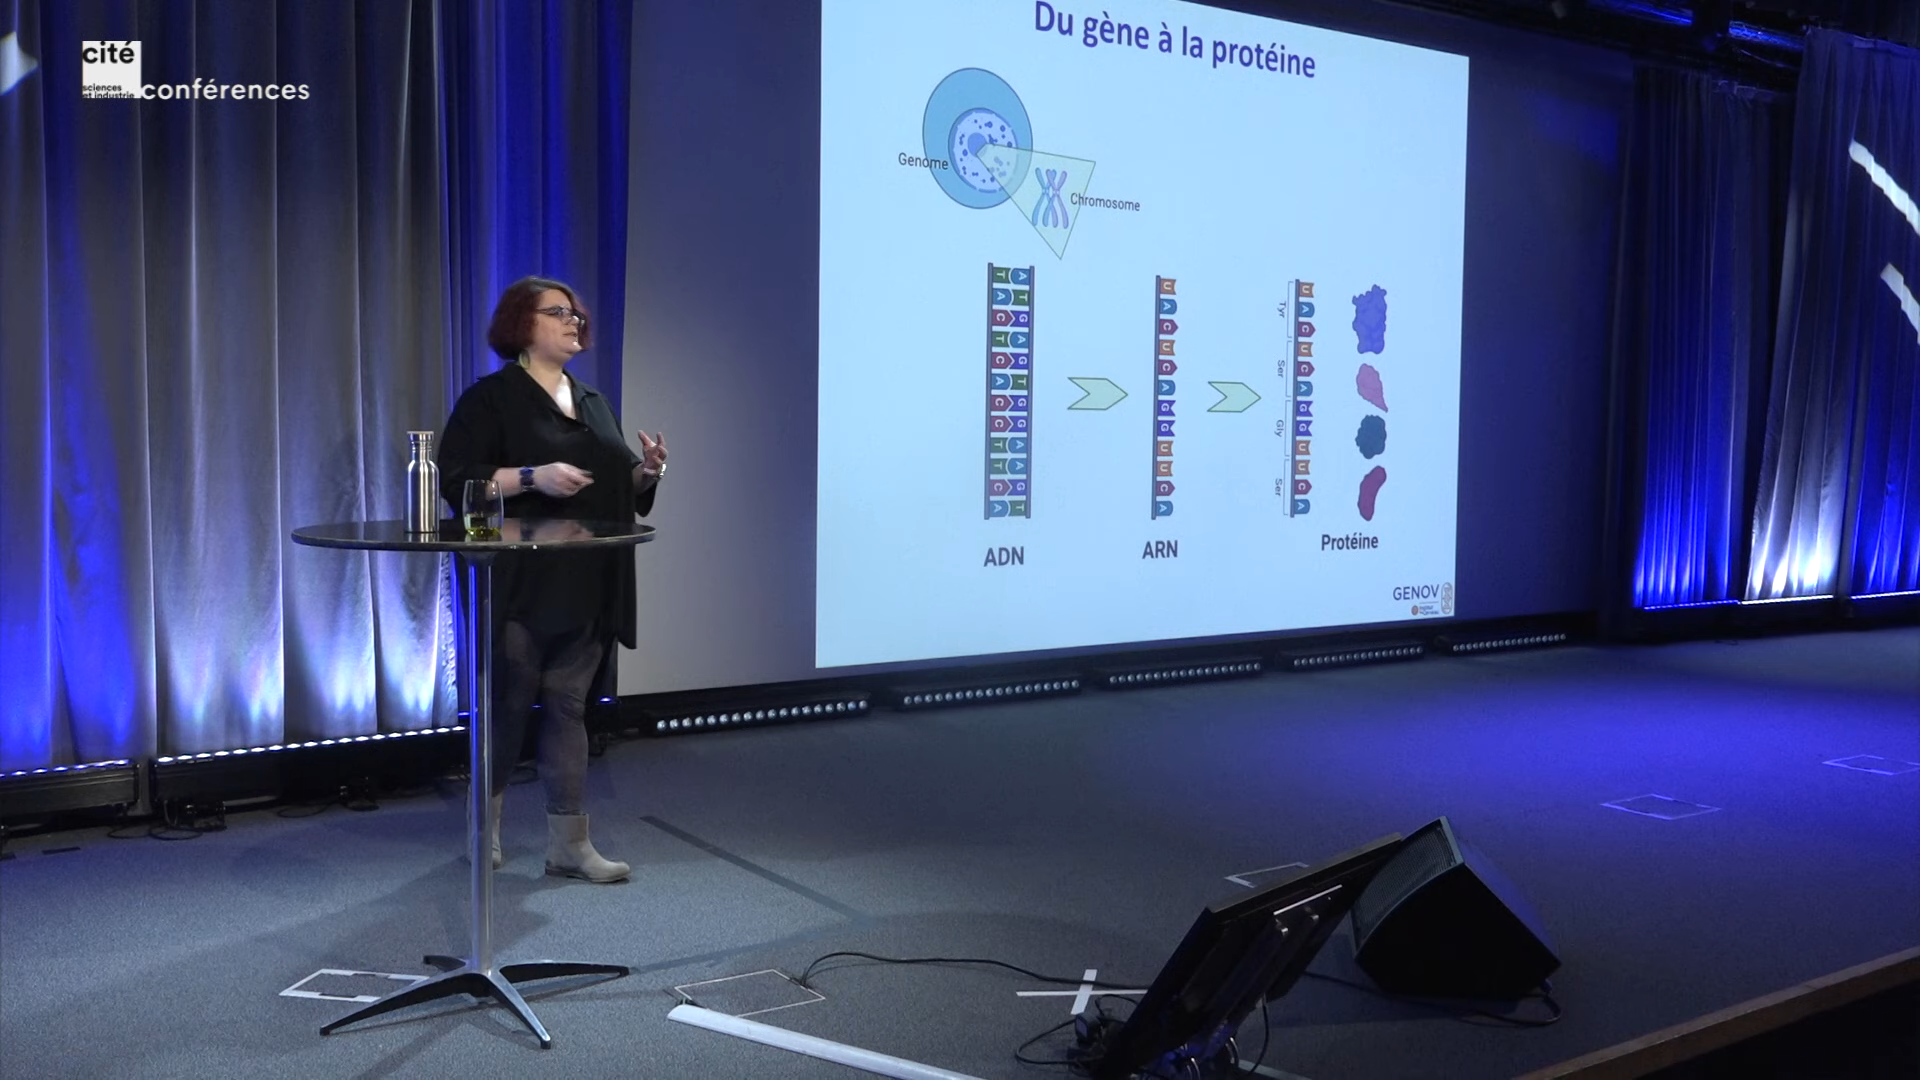 cité
sciences
et industrie
conférences
Du gène à la protéine
Genome
Chromosome
T A
A T
C G
T A
C G
A T
C G
C G
T A
T A
C G
A T
U
A
C
U
C
A
G
G
U
U
C
A
Tyr
Ser
Gly
Ser
U
A
C
U
C
A
G
G
U
U
C
A
ADN
ARN
Protéine
GENOV